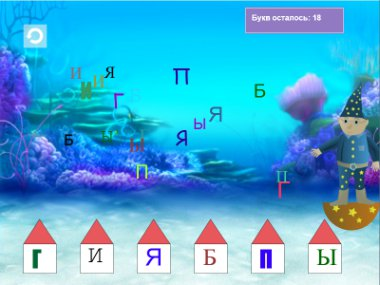 Букв осталось: 18
И И Я П
И Г Б
Ы Я
Б Ы Ы Я
П П
Г
Г И Я Б П Ы